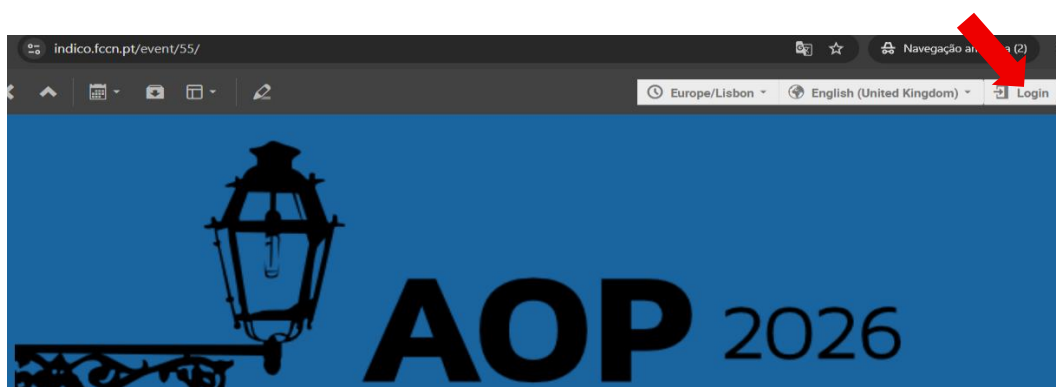 indico.fccn.pt/event/55/
Navegação an a (2)
Europe/Lisbon
English (United Kingdom)
Login
AOP 2026